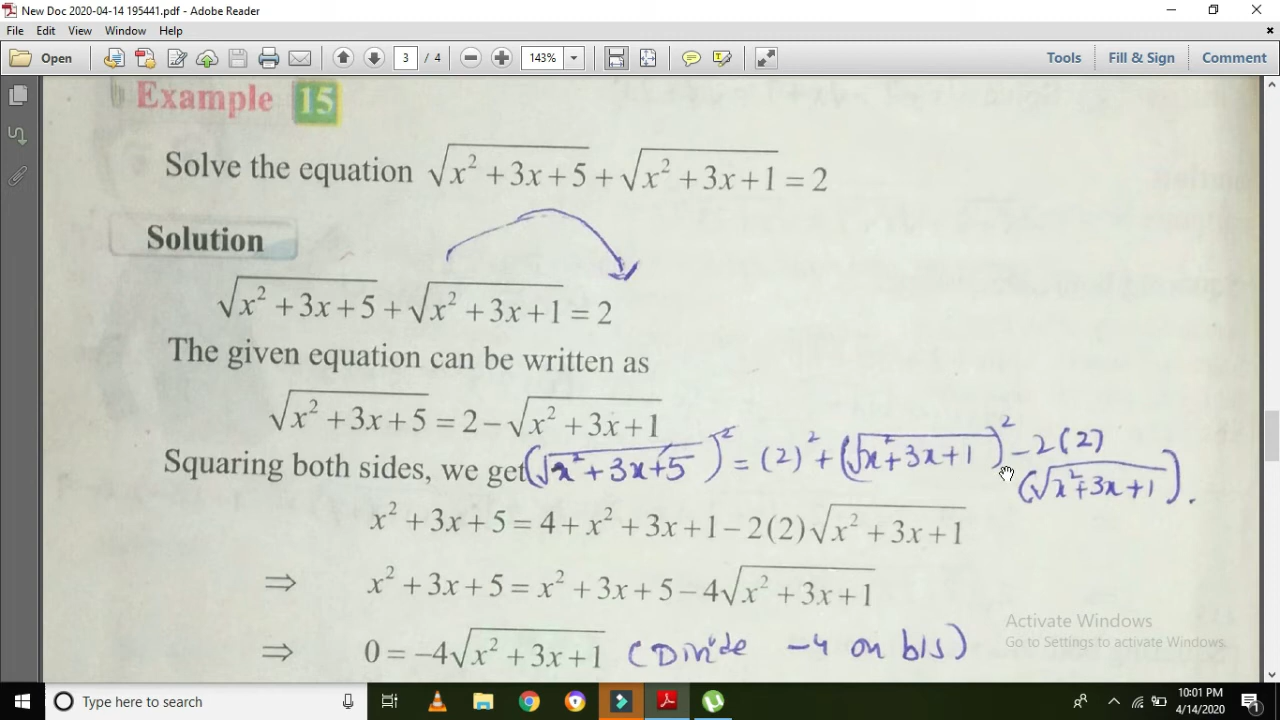 New Doc 2020-04-14 195441.pdf - Adobe Reader
File Edit View Window Help
Open 3 / 4 143% Tools Fill & Sign Comment
Example 15
Solve the equation √(x² + 3x + 5) + √(x² + 3x + 1) = 2
Solution
√(x² + 3x + 5) + √(x² + 3x + 1) = 2
The given equation can be written as
√(x² + 3x + 5) = 2 − √(x² + 3x + 1)
Squaring both sides, we get (√(x² + 3x + 5))² = (2)² + (√(x² + 3x + 1))² − 2(2)
(√(x² + 3x + 1)).
x² + 3x + 5 = 4 + x² + 3x + 1 − 2(2)√(x² + 3x + 1)
⇒ x² + 3x + 5 = x² + 3x + 5 − 4√(x² + 3x + 1)
Activate Windows
Go to Settings to activate Windows.
⇒ 0 = −4√(x² + 3x + 1) (Divide −4 on b/s)
Type here to search
10:01 PM
4/14/2020
1